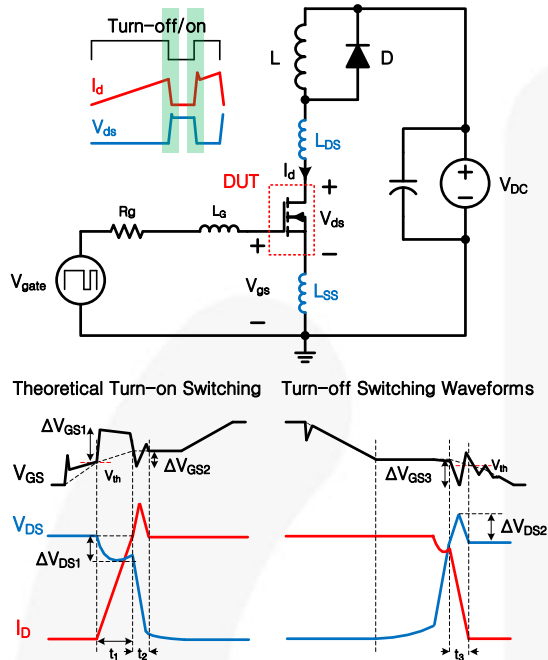 Turn-off/on
I_d
V_ds
L
D
L_DS
I_d
DUT
+
V_ds
−
V_DC
+
−
Rg
L_G
+
V_gs
−
L_SS
V_gate
Theoretical Turn-on Switching
Turn-off Switching Waveforms
ΔV_GS1
V_GS
V_th
ΔV_GS2
ΔV_GS3
V_th
V_DS
ΔV_DS1
ΔV_DS2
I_D
t_1
t_2
t_3